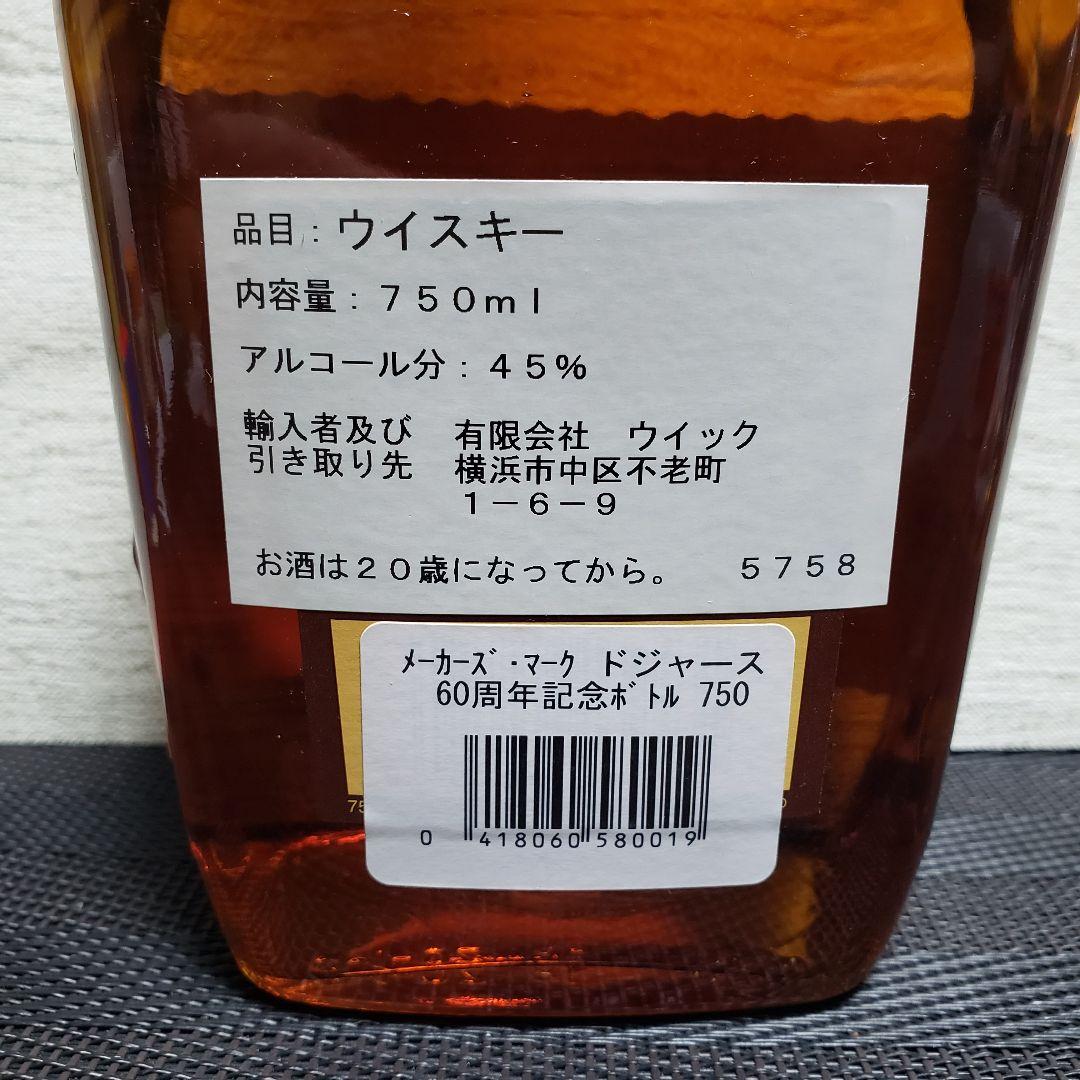 品目：ウイスキー
内容量：７５０ｍｌ
アルコール分：４５％
輸入者及び　有限会社　ウイック
引き取り先　横浜市中区不老町
１－６－９
お酒は２０歳になってから。　５７５８
ﾒｰｶｰｽﾞ･ﾏｰｸ ドジャース
60周年記念ﾎﾞﾄﾙ 750
0 418060 580019